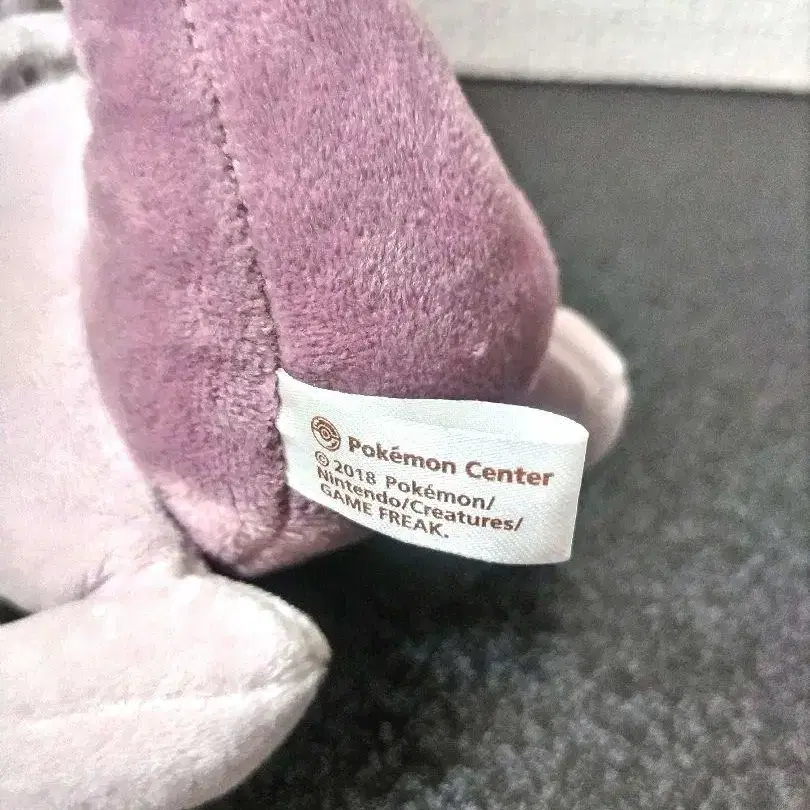 Pokémon Center
© 2018 Pokémon/
Nintendo/Creatures/
GAME FREAK.